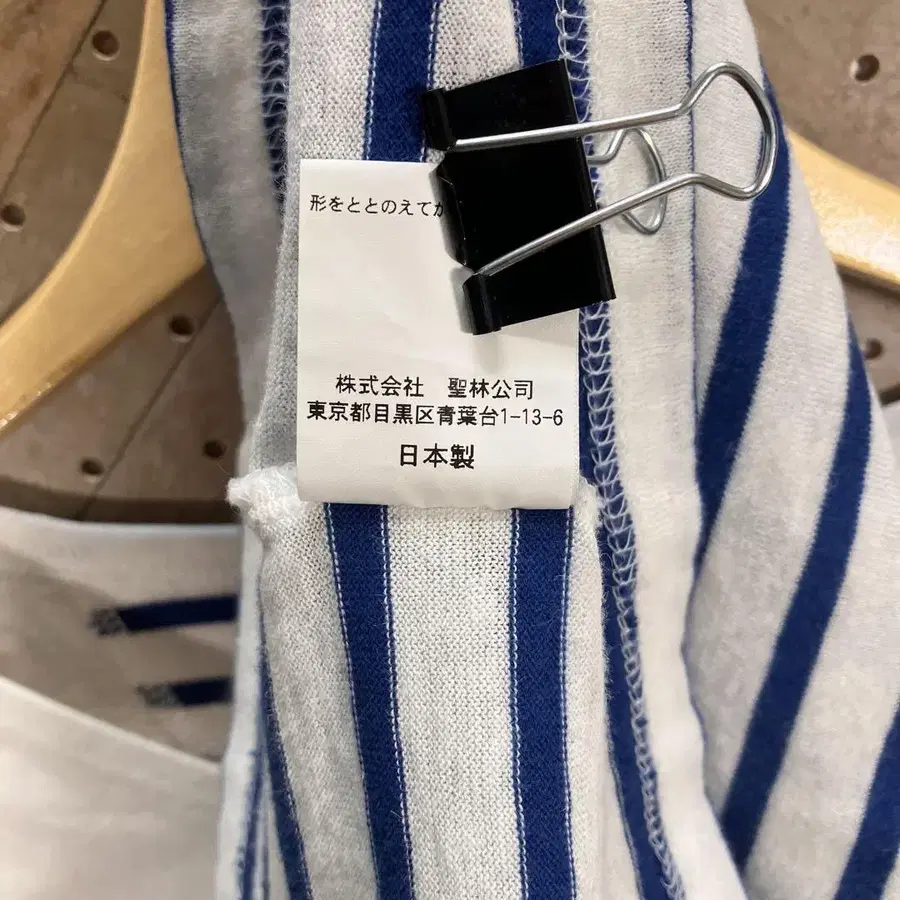 形をととのえて
株式会社 聖林公司
東京都目黒区青葉台1-13-6
日本製